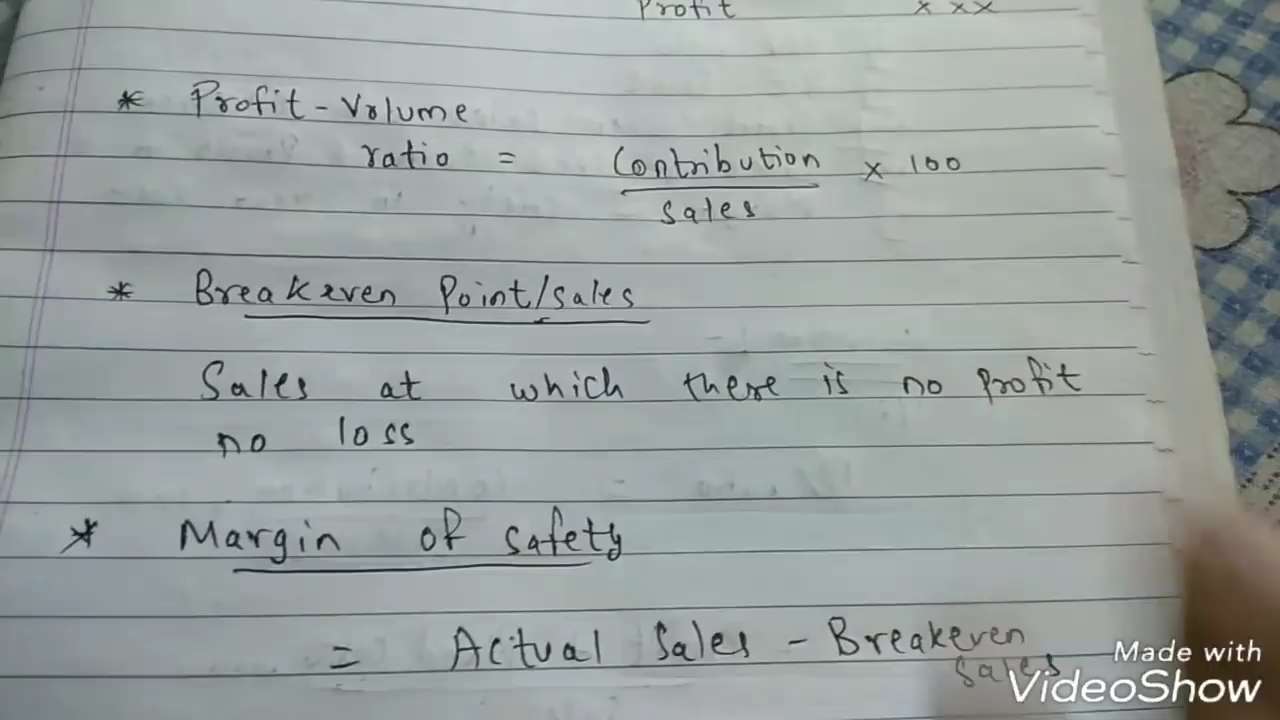 Profit x xx
* Profit-Volume
ratio = Contribution x 100
Sales
* Breakeven Point/Sales
Sales at which there is no profit
no loss
* Margin of safety
= Actual Sales - Breakeven
Sales
Made with
VideoShow